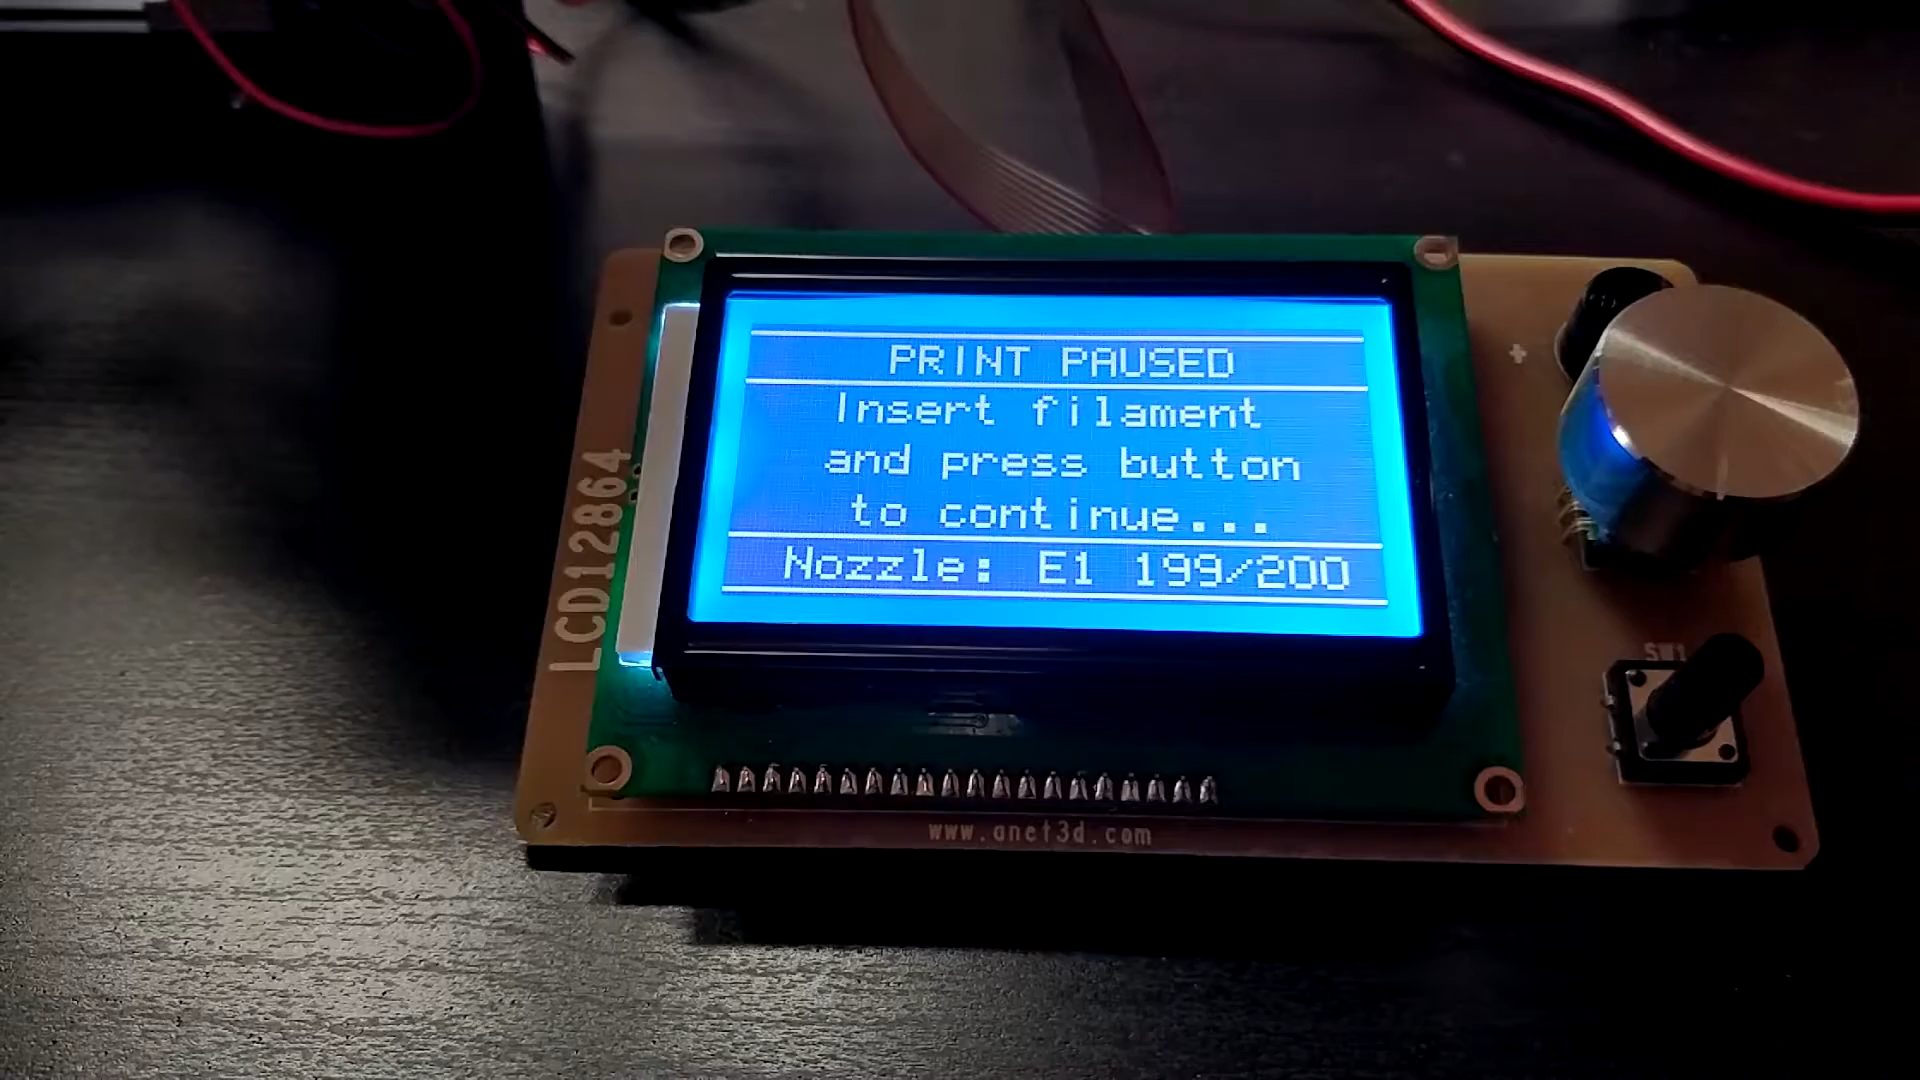 PRINT PAUSED
Insert filament
and press button
to continue...
Nozzle: E1 199/200
LCD12864
+
SW1
www.anet3d.com